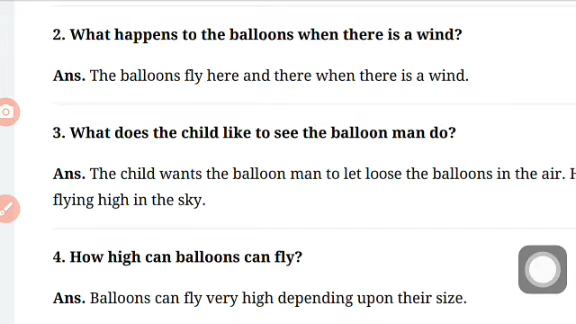 2. What happens to the balloons when there is a wind?
Ans. The balloons fly here and there when there is a wind.
3. What does the child like to see the balloon man do?
Ans. The child wants the balloon man to let loose the balloons in the air.
flying high in the sky.
4. How high can balloons can fly?
Ans. Balloons can fly very high depending upon their size.